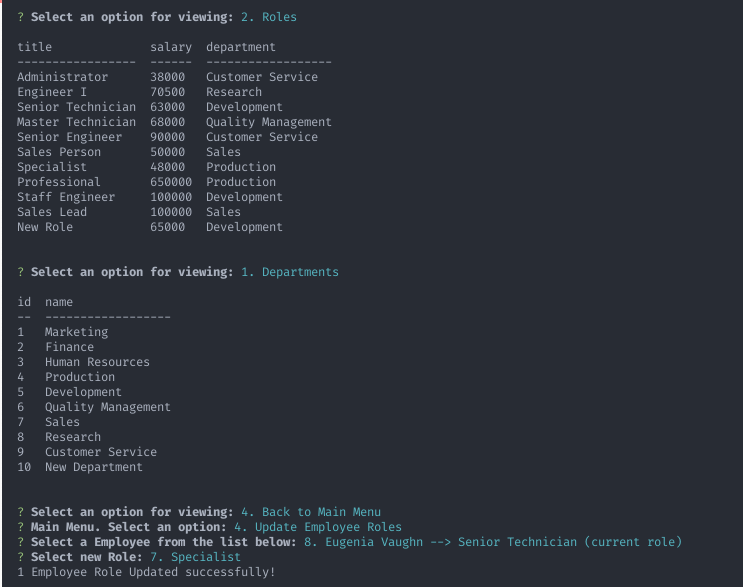 ? Select an option for viewing: 2. Roles
title salary department
----------------- ------ ------------------
Administrator 38000 Customer Service
Engineer I 70500 Research
Senior Technician 63000 Development
Master Technician 68000 Quality Management
Senior Engineer 90000 Customer Service
Sales Person 50000 Sales
Specialist 48000 Production
Professional 650000 Production
Staff Engineer 100000 Development
Sales Lead 100000 Sales
New Role 65000 Development
? Select an option for viewing: 1. Departments
id name
-- ------------------
1 Marketing
2 Finance
3 Human Resources
4 Production
5 Development
6 Quality Management
7 Sales
8 Research
9 Customer Service
10 New Department
? Select an option for viewing: 4. Back to Main Menu
? Main Menu. Select an option: 4. Update Employee Roles
? Select a Employee from the list below: 8. Eugenia Vaughn --> Senior Technician (current role)
? Select new Role: 7. Specialist
1 Employee Role Updated successfully!